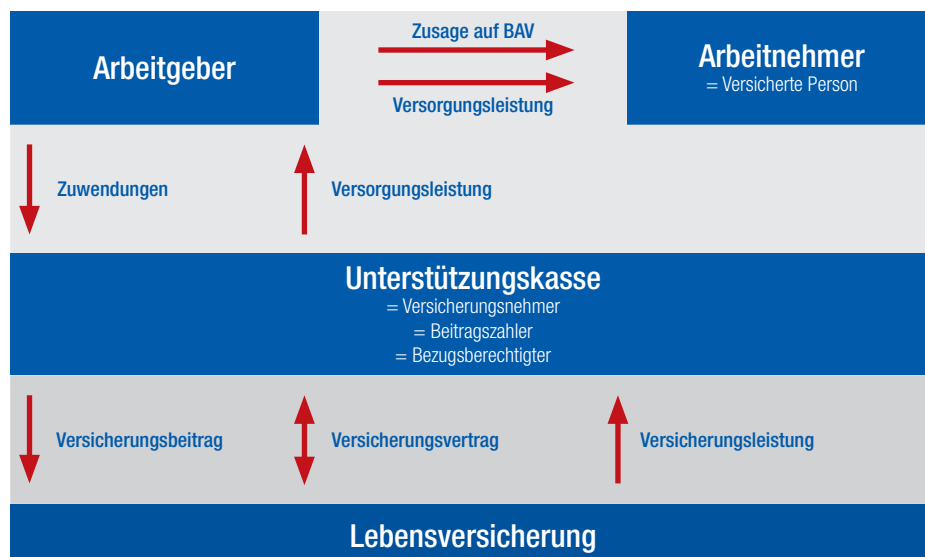 Arbeitgeber
Zusage auf BAV
Versorgungsleistung
Arbeitnehmer
= Versicherte Person
Zuwendungen
Versorgungsleistung
Unterstützungskasse
= Versicherungsnehmer
= Beitragszahler
= Bezugsberechtigter
Versicherungsbeitrag
Versicherungsvertrag
Versicherungsleistung
Lebensversicherung